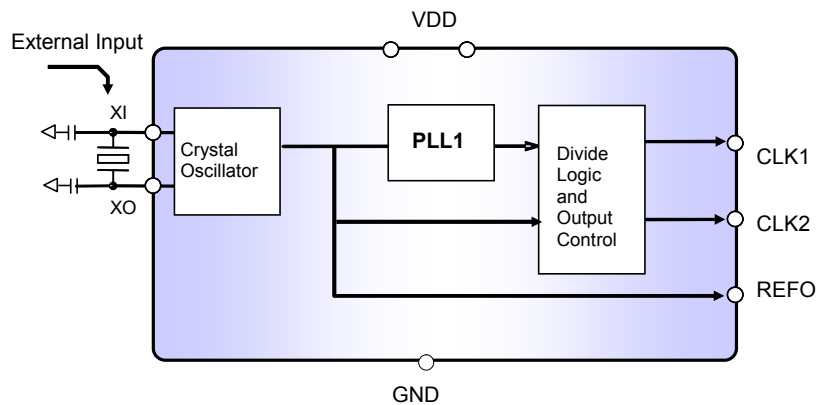 VDD
External Input
XI
XO
Crystal
Oscillator
PLL1
Divide
Logic
and
Output
Control
CLK1
CLK2
REFO
GND